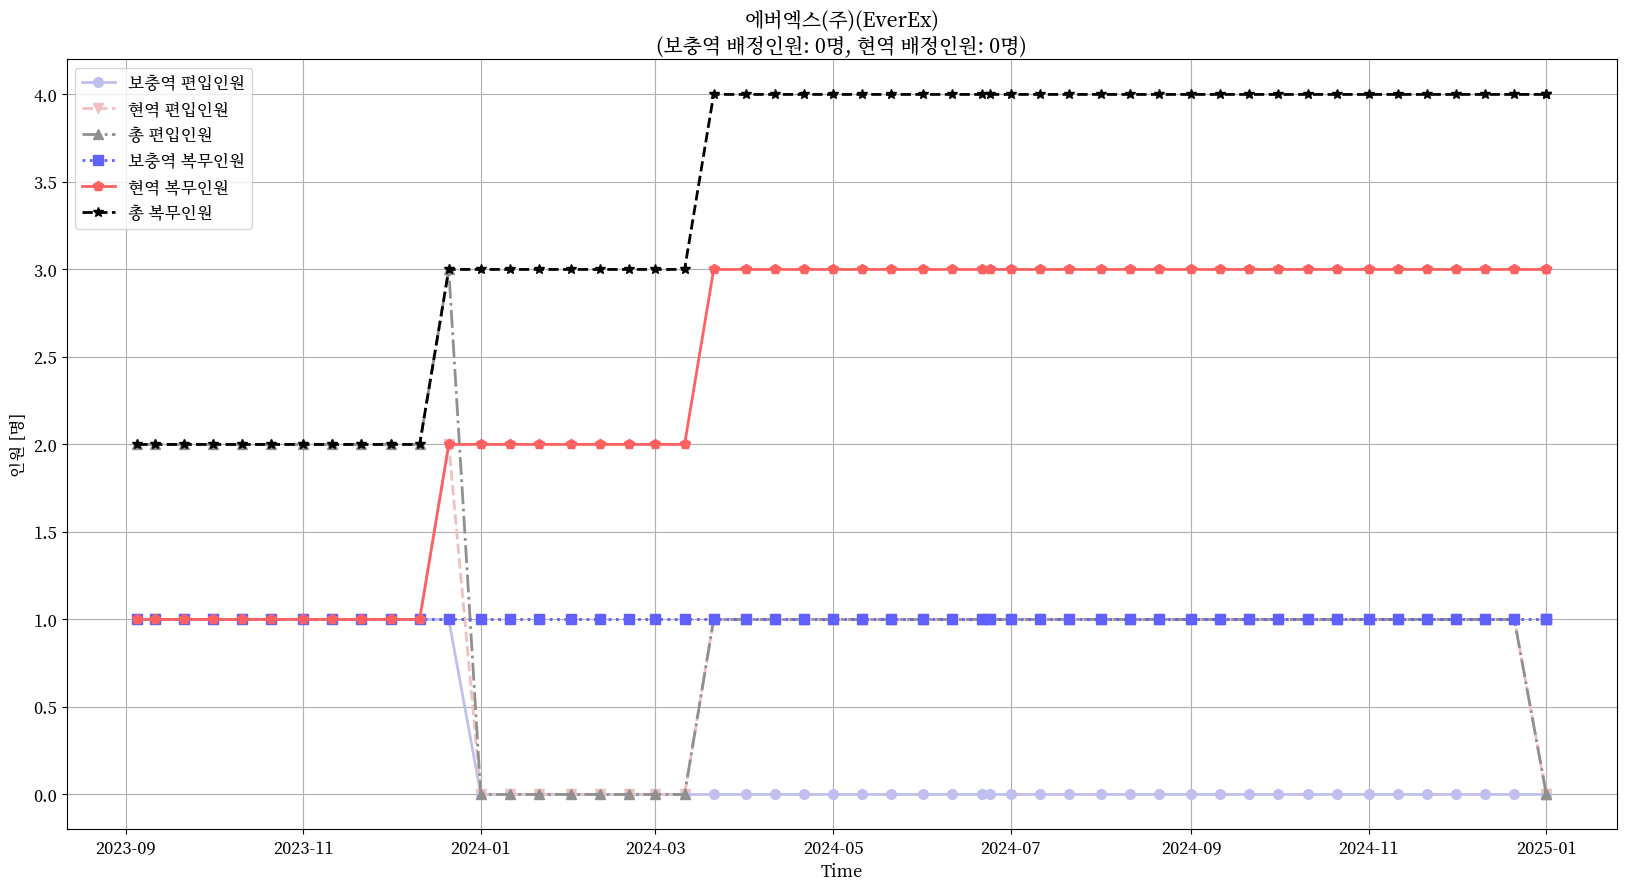 에버엑스(주)(EverEx)
(보충역 배정인원: 0명, 현역 배정인원: 0명)
보충역 편입인원
현역 편입인원
총 편입인원
보충역 복무인원
현역 복무인원
총 복무인원
인원 [명]
4.0
3.5
3.0
2.5
2.0
1.5
1.0
0.5
0.0
2023-09 2023-11 2024-01 2024-03 2024-05 2024-07 2024-09 2024-11 2025-01
Time